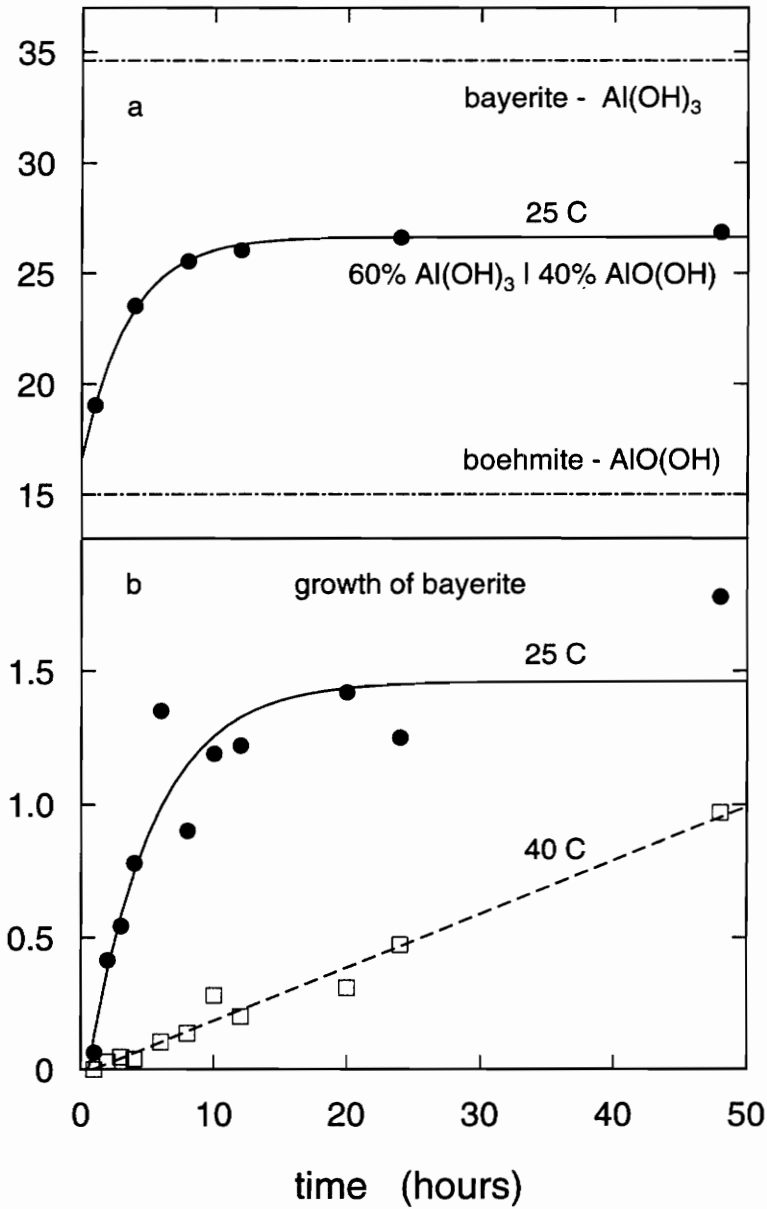 35
a
bayerite - Al(OH)₃
30
25 C
25
60% Al(OH)₃ | 40% AlO(OH)
20
boehmite - AlO(OH)
15
b growth of bayerite
25 C
1.5
1.0
40 C
0.5
0
0 10 20 30 40 50
time (hours)